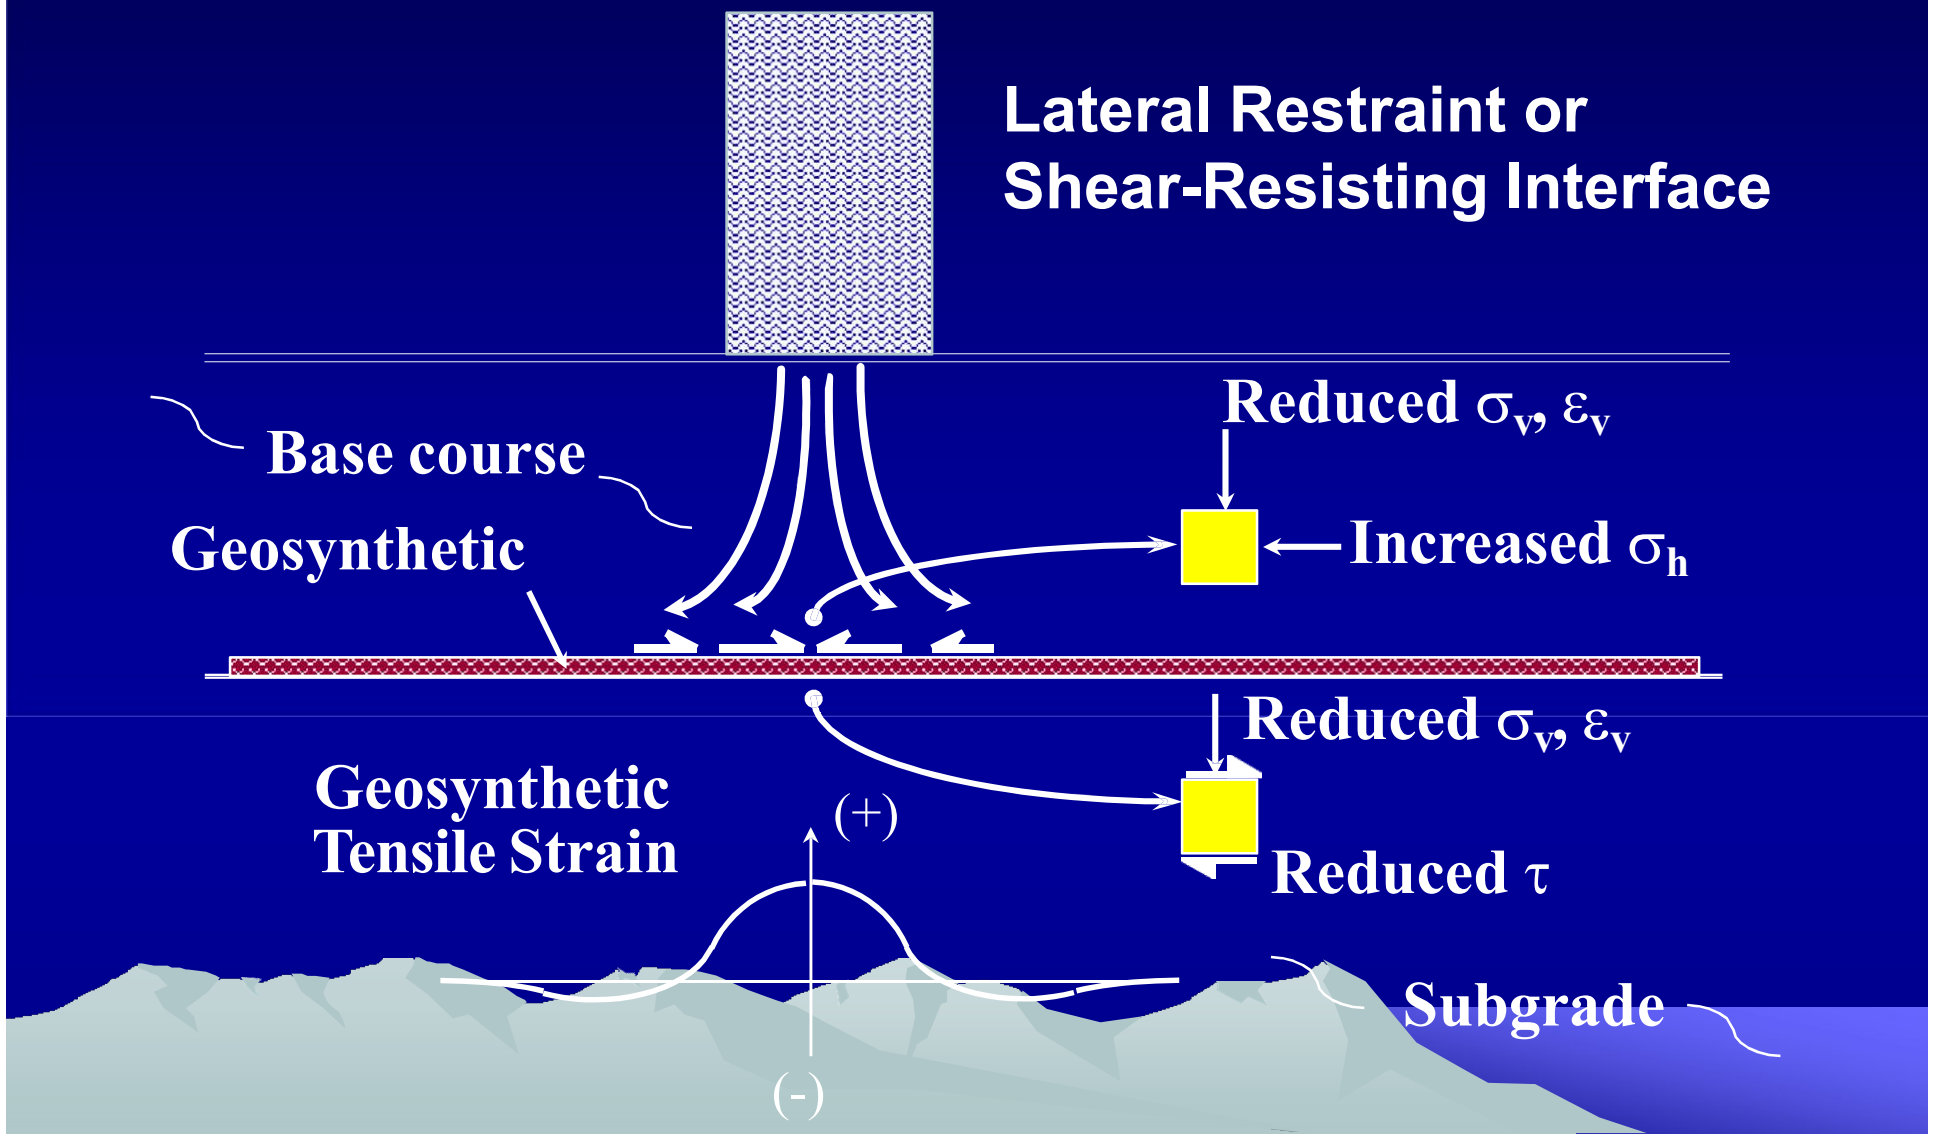 Lateral Restraint or
Shear-Resisting Interface
Reduced σv, εv
Base course
Increased σh
Geosynthetic
Reduced σv, εv
Geosynthetic
Tensile Strain
(+)
Reduced τ
Subgrade
(-)